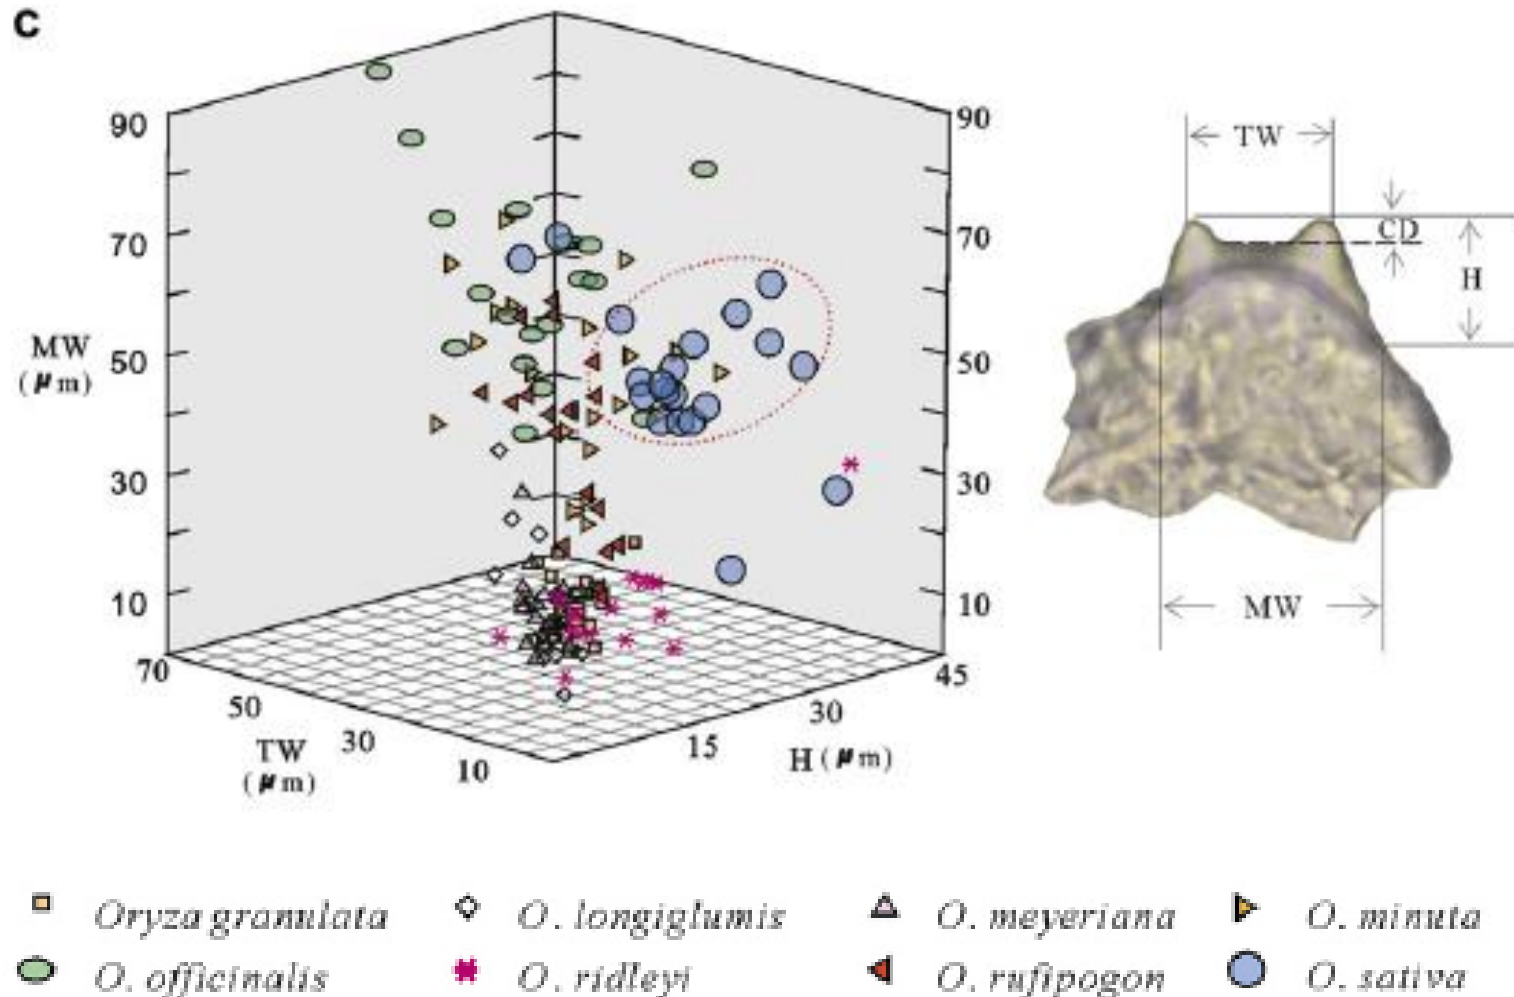 c
90
70
50
30
10
MW
(μm)
90
70
50
30
10
70
50
30
10
TW
(μm)
15
30
45
H (μm)
TW
CD
H
MW
Oryza granulata
O. longiglumis
O. meyeriana
O. minuta
O. officinalis
O. ridleyi
O. rufipogon
O. sativa